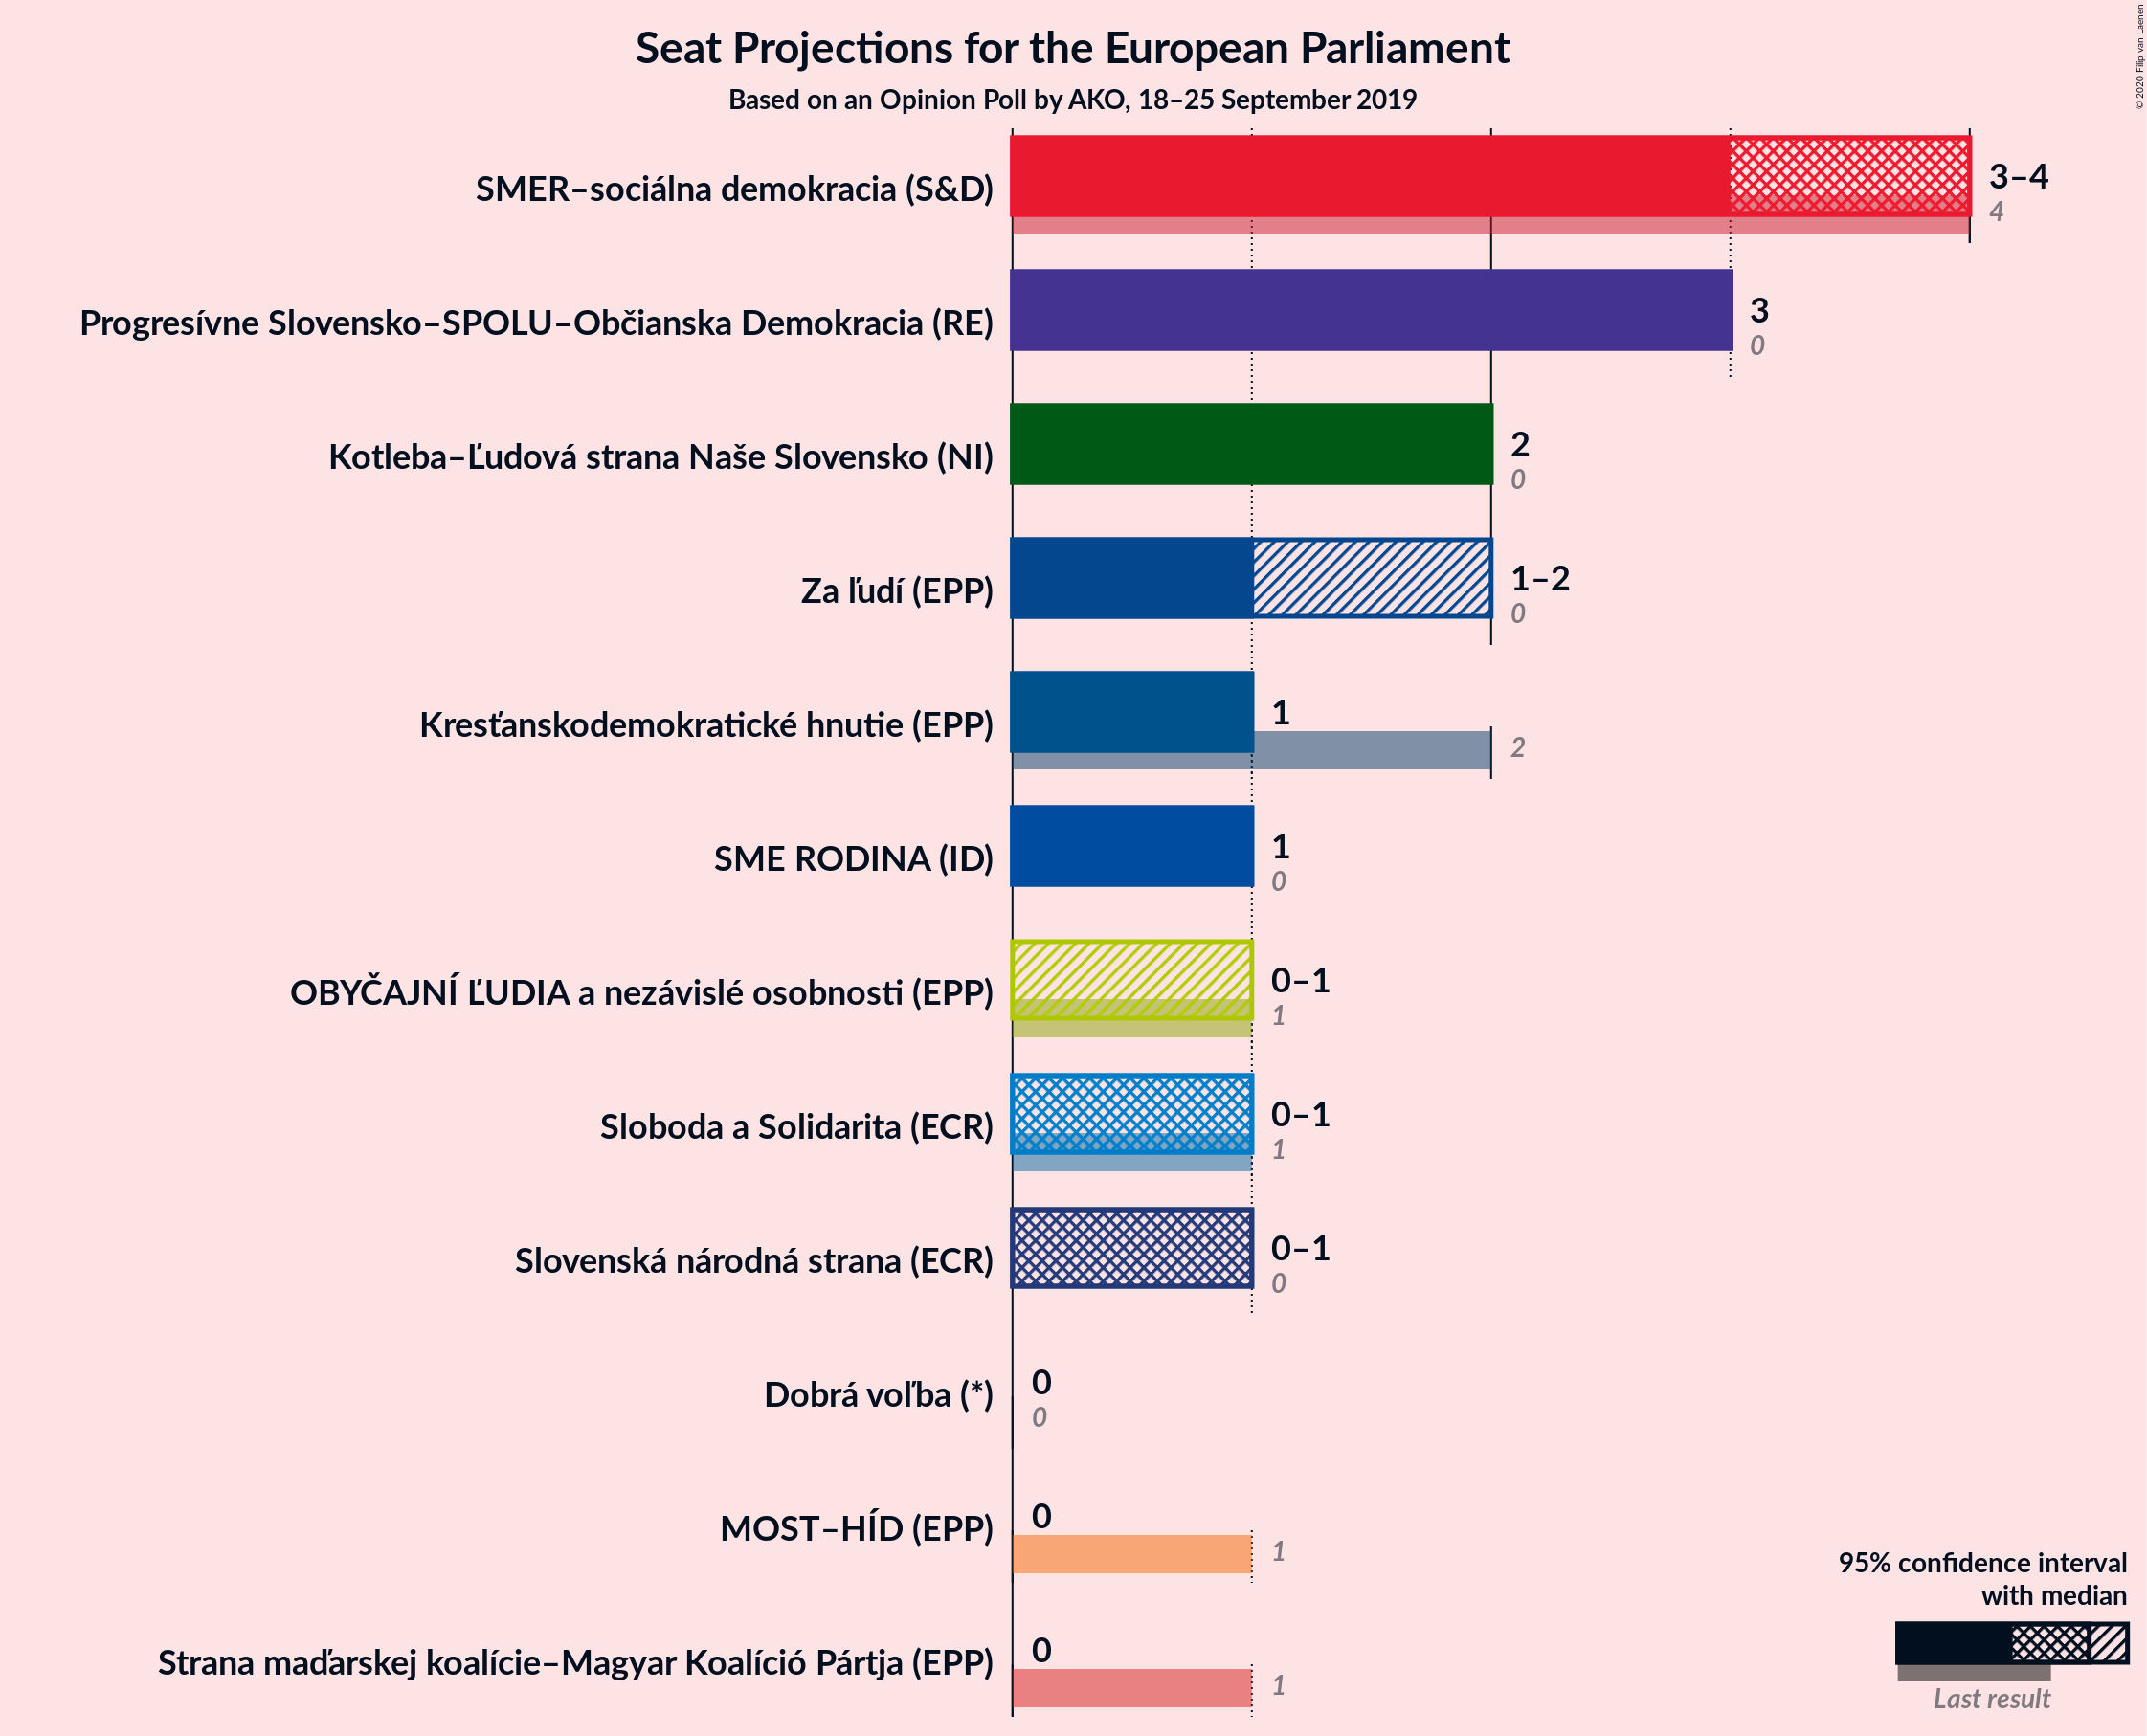 Seat Projections for the European Parliament
Based on an Opinion Poll by AKO, 18–25 September 2019
© 2020 Filip van Laenen
SMER–sociálna demokracia (S&D)
3–4
4
Progresívne Slovensko–SPOLU–Občianska Demokracia (RE)
3
0
Kotleba–Ľudová strana Naše Slovensko (NI)
2
0
Za ľudí (EPP)
1–2
0
Kresťanskodemokratické hnutie (EPP)
1
2
SME RODINA (ID)
1
0
OBYČAJNÍ ĽUDIA a nezávislé osobnosti (EPP)
0–1
1
Sloboda a Solidarita (ECR)
0–1
1
Slovenská národná strana (ECR)
0–1
0
Dobrá voľba (*)
0
0
MOST–HÍD (EPP)
0
1
Strana maďarskej koalície–Magyar Koalíció Pártja (EPP)
0
1
95% confidence interval
with median
Last result